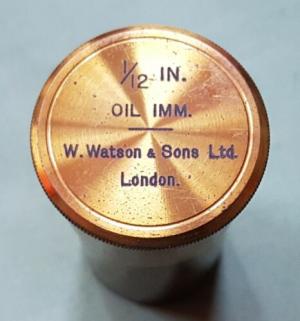 1/12 IN.
OIL IMM.
W. Watson & Sons Ltd.
London.